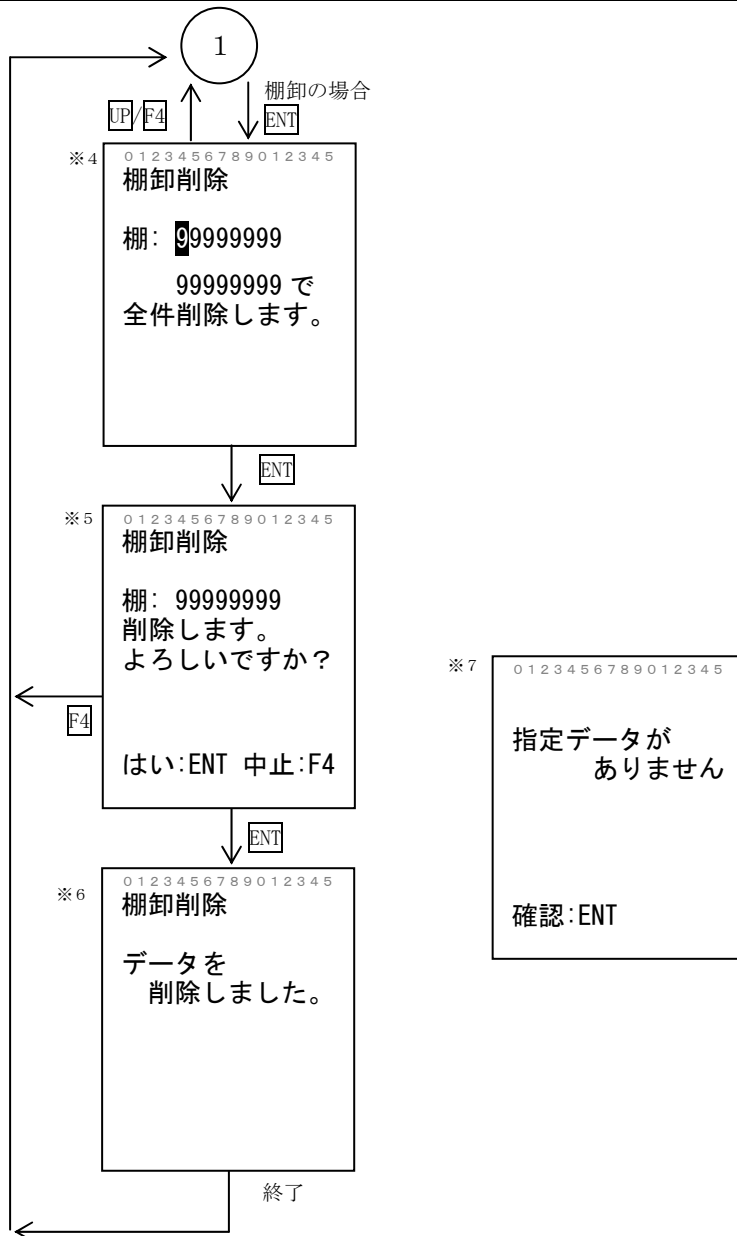 1
棚卸の場合
UP/F4
ENT
※4
0123456789012345
棚卸削除
棚: 99999999
99999999 で
全件削除します。
ENT
※5
0123456789012345
棚卸削除
棚: 99999999
削除します。
よろしいですか？
はい:ENT 中止:F4
F4
ENT
※6
0123456789012345
棚卸削除
データを
削除しました。
終了
※7
0123456789012345
指定データが
ありません
確認:ENT